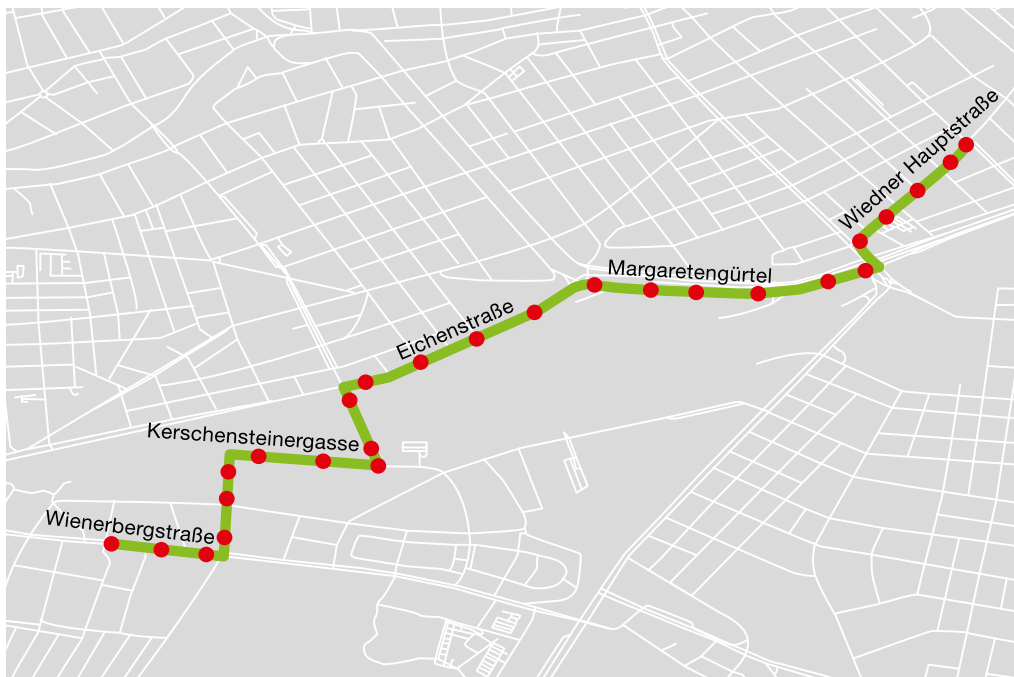 Wiedner Hauptstraße
Margaretengürtel
Eichenstraße
Kerschensteinergasse
Wienerbergstraße